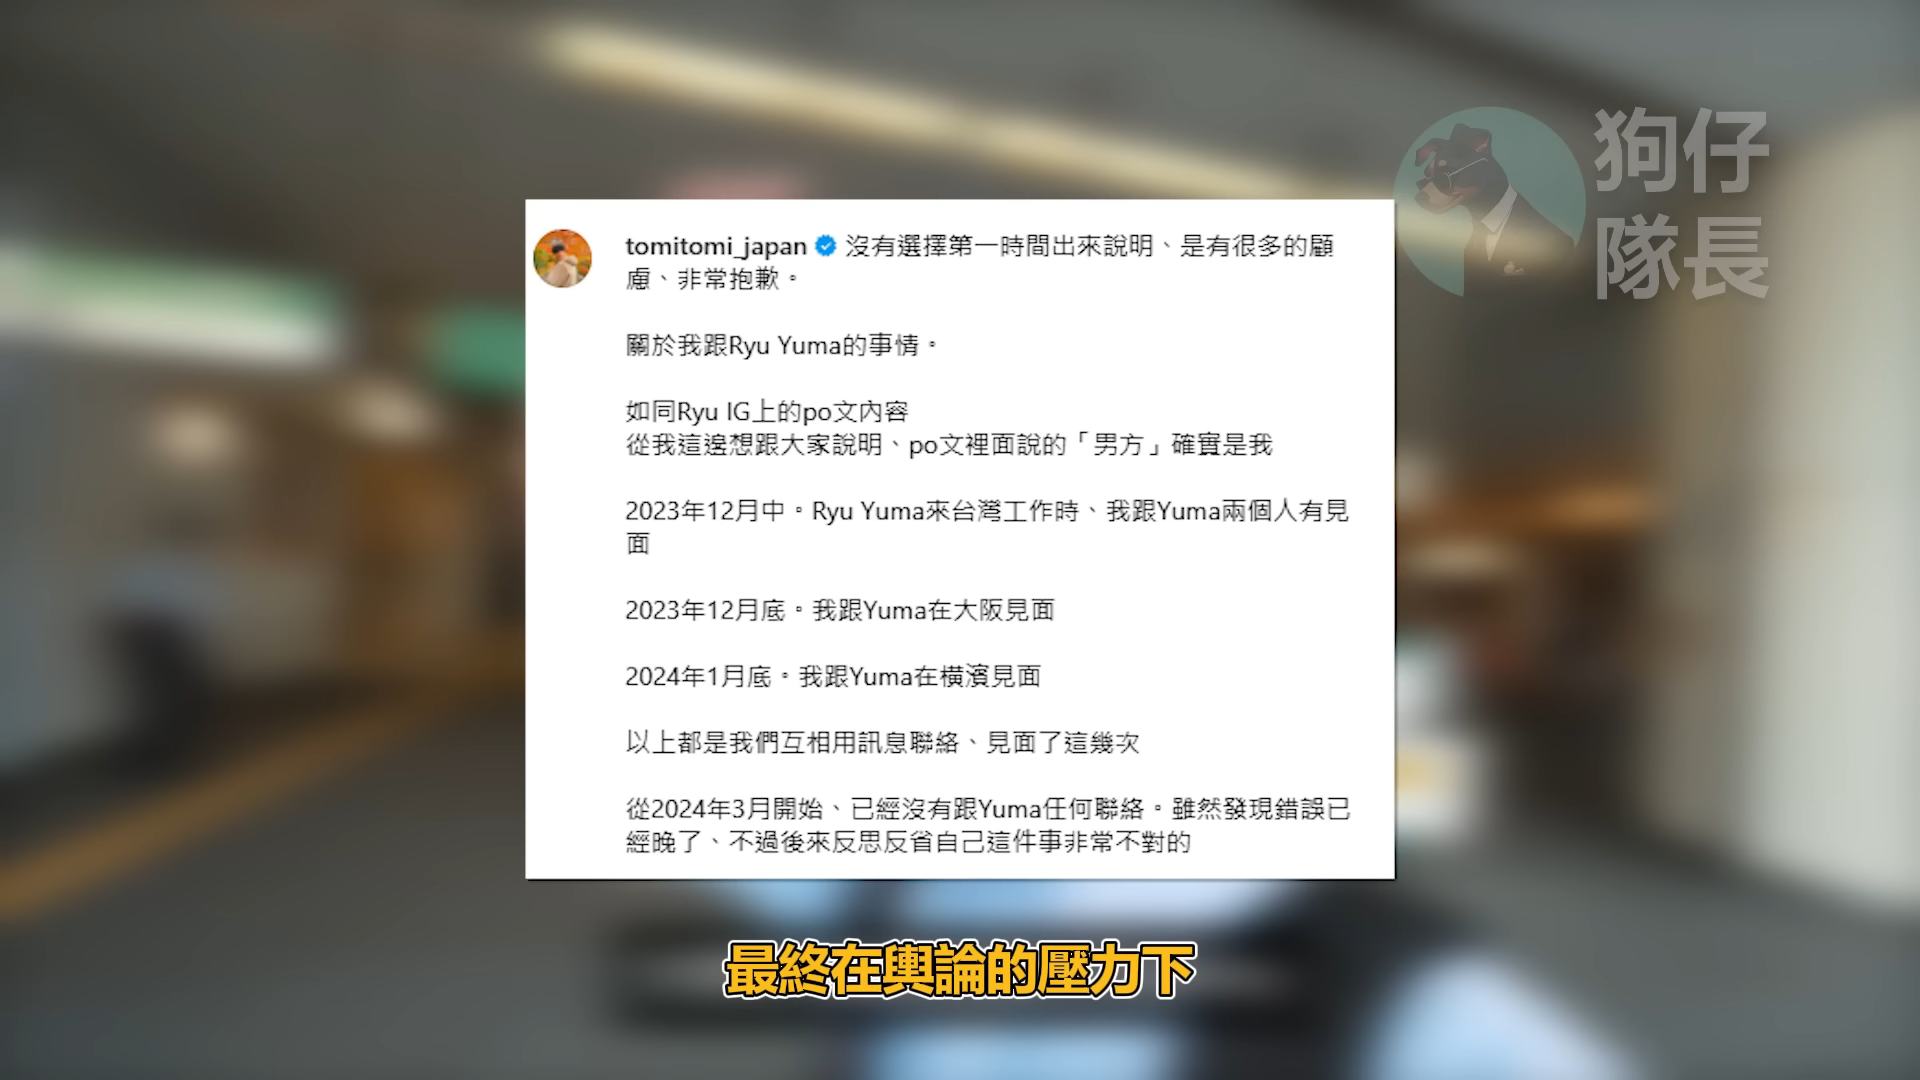 狗仔
隊長
tomitomi_japan 沒有選擇第一時間出來說明、是有很多的顧
慮、非常抱歉。
關於我跟Ryu Yuma的事情。
如同Ryu IG上的po文內容
從我這邊想跟大家說明、po文裡面說的「男方」確實是我
2023年12月中。Ryu Yuma來台灣工作時、我跟Yuma兩個人有見
面
2023年12月底。我跟Yuma在大阪見面
2024年1月底。我跟Yuma在橫濱見面
以上都是我們互相用訊息聯絡、見面了這幾次
從2024年3月開始、已經沒有跟Yuma任何聯絡。雖然發現錯誤已
經晚了、不過後來反思反省自己這件事非常不對的
最終在輿論的壓力下